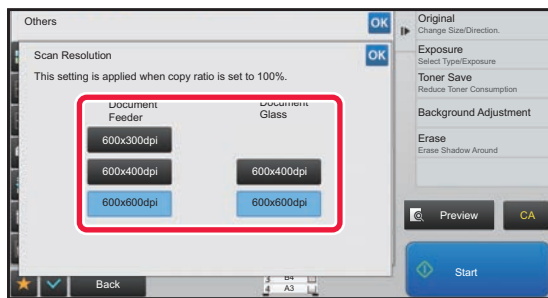 Others
OK
Scan Resolution
OK
This setting is applied when copy ratio is set to 100%.
Document
Feeder
Document
Glass
600x300dpi
600x400dpi
600x400dpi
600x600dpi
600x600dpi
Back
3 B4
4 A3
Original
Change Size/Direction.
Exposure
Select Type/Exposure
Toner Save
Reduce Toner Consumption
Background Adjustment
Erase
Erase Shadow Around
Preview
CA
Start